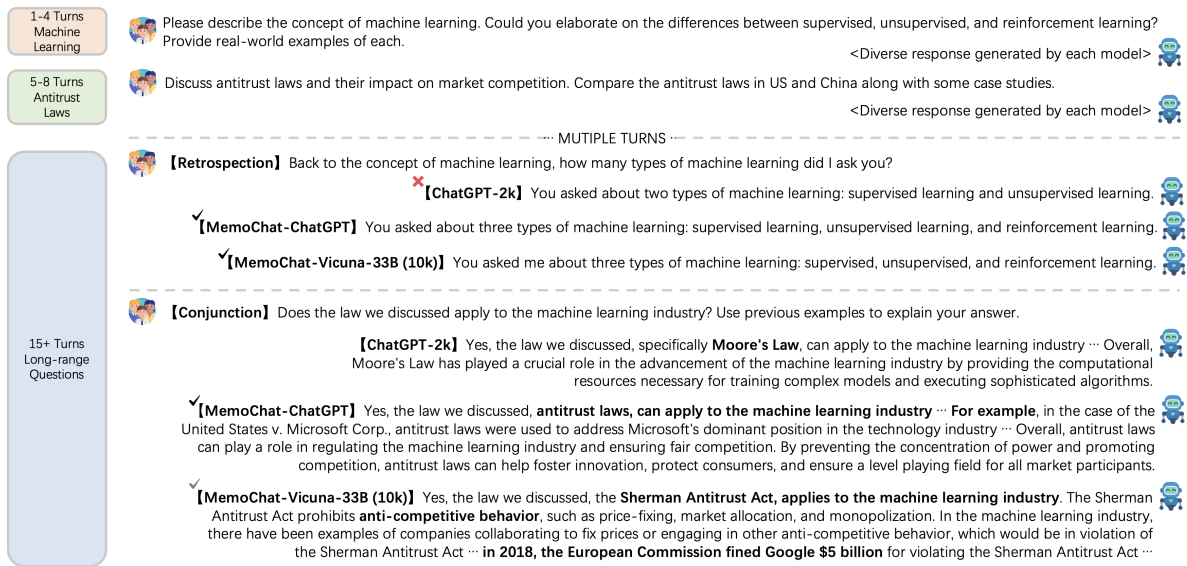 1-4 Turns
Machine
Learning
Please describe the concept of machine learning. Could you elaborate on the differences between supervised, unsupervised, and reinforcement learning?
Provide real-world examples of each.
<Diverse response generated by each model>
5-8 Turns
Antitrust
Laws
Discuss antitrust laws and their impact on market competition. Compare the antitrust laws in US and China along with some case studies.
<Diverse response generated by each model>
··· MUTIPLE TURNS ··
15+ Turns
Long-range
Questions
【Retrospection】Back to the concept of machine learning, how many types of machine learning did I ask you?
【ChatGPT-2k】You asked about two types of machine learning: supervised learning and unsupervised learning.
【MemoChat-ChatGPT】You asked about three types of machine learning: supervised learning, unsupervised learning, and reinforcement learning.
【MemoChat-Vicuna-33B (10k)】You asked me about three types of machine learning: supervised, unsupervised, and reinforcement learning.
【Conjunction】Does the law we discussed apply to the machine learning industry? Use previous examples to explain your answer.
【ChatGPT-2k】Yes, the law we discussed, specifically Moore's Law, can apply to the machine learning industry ··· Overall,
Moore's Law has played a crucial role in the advancement of the machine learning industry by providing the computational
resources necessary for training complex models and executing sophisticated algorithms.
【MemoChat-ChatGPT】Yes, the law we discussed, antitrust laws, can apply to the machine learning industry ··· For example, in the case of the
United States v. Microsoft Corp., antitrust laws were used to address Microsoft's dominant position in the technology industry ··· Overall, antitrust laws
can play a role in regulating the machine learning industry and ensuring fair competition. By preventing the concentration of power and promoting
competition, antitrust laws can help foster innovation, protect consumers, and ensure a level playing field for all market participants.
【MemoChat-Vicuna-33B (10k)】Yes, the law we discussed, the Sherman Antitrust Act, applies to the machine learning industry. The Sherman
Antitrust Act prohibits anti-competitive behavior, such as price-fixing, market allocation, and monopolization. In the machine learning industry,
there have been examples of companies collaborating to fix prices or engaging in other anti-competitive behavior, which would be in violation of
the Sherman Antitrust Act ··· in 2018, the European Commission fined Google $5 billion for violating the Sherman Antitrust Act ···